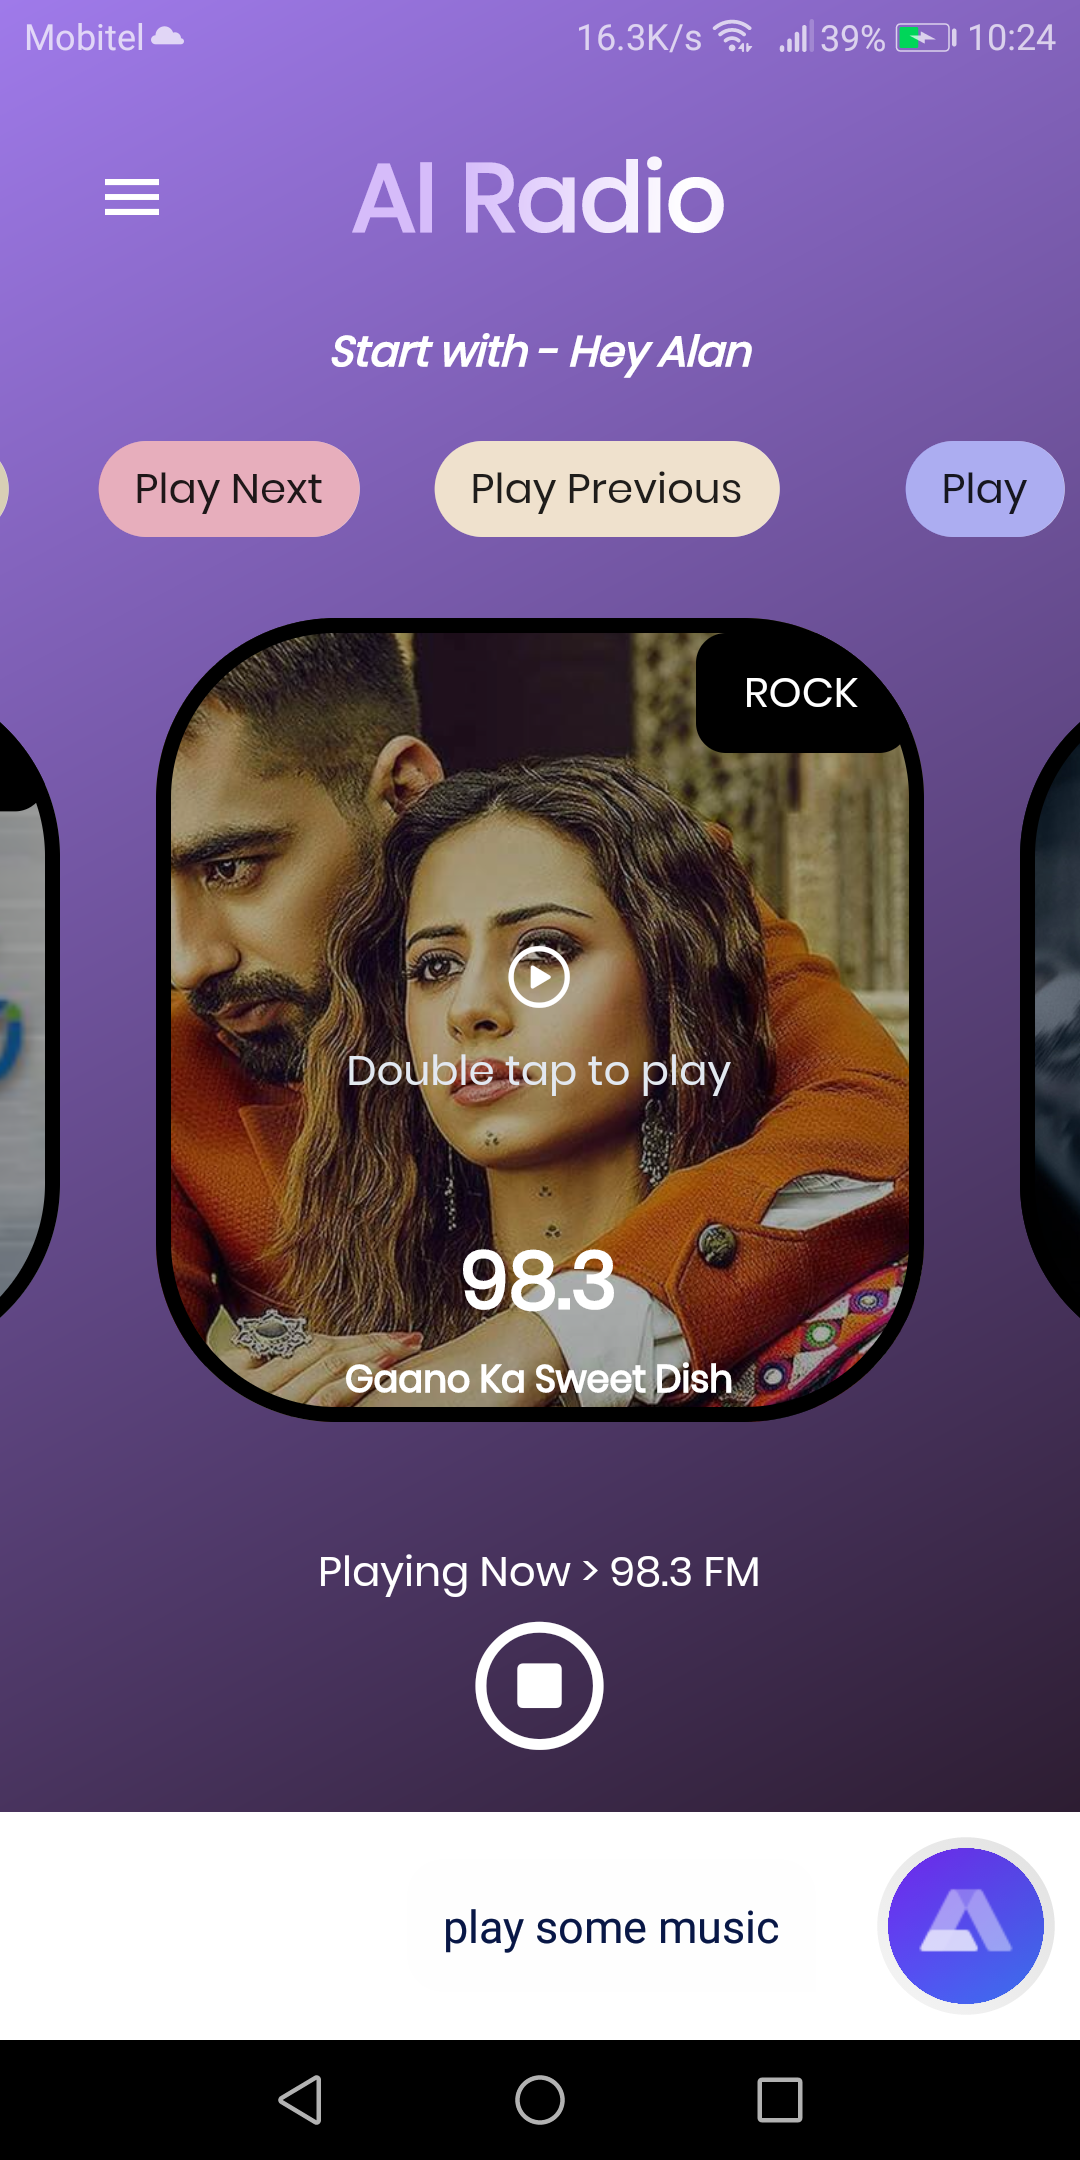 Mobitel 16.3K/s 39% 10:24
AI Radio
Start with - Hey Alan
Play Next Play Previous Play
ROCK
Double tap to play
98.3
Gaano Ka Sweet Dish
Playing Now > 98.3 FM
play some music